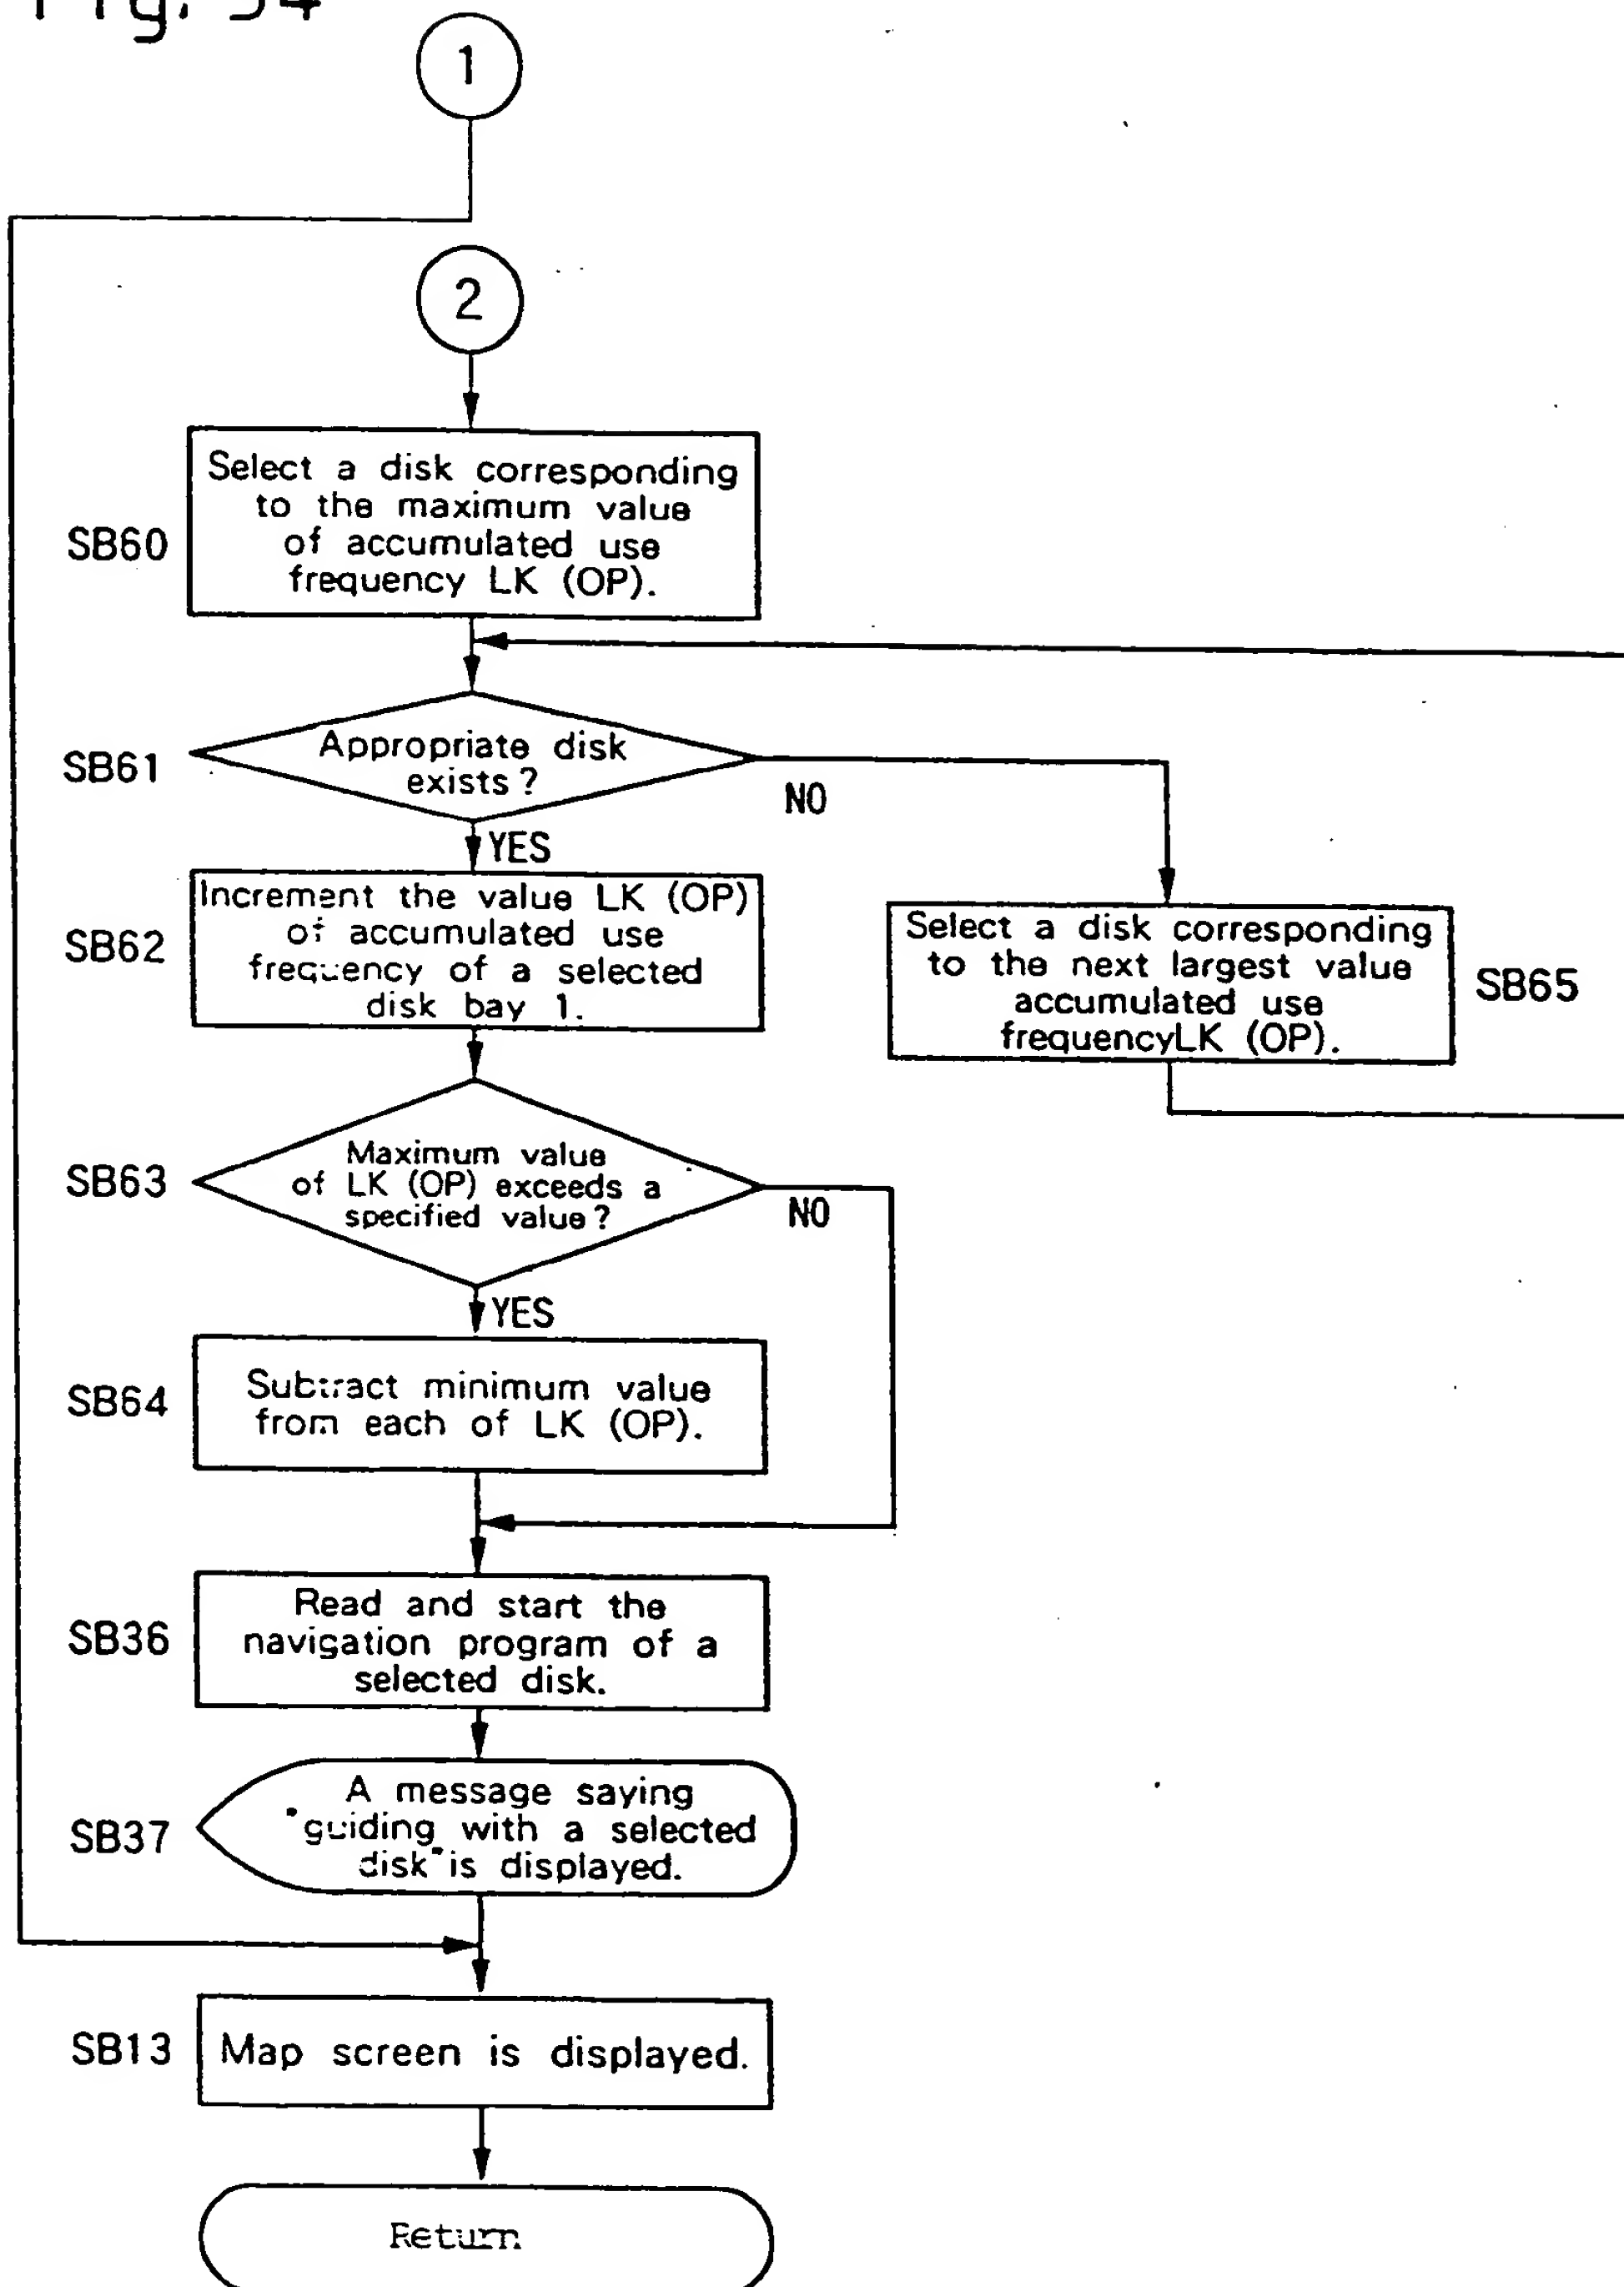 Fig. 34
1
2
SB60
Select a disk corresponding
to the maximum value
of accumulated use
frequency LK (OP).
SB61
Appropriate disk
exists?
NO
YES
SB62
Increment the value LK (OP)
of accumulated use
frequency of a selected
disk bay 1.
Select a disk corresponding
to the next largest value
accumulated use
frequencyLK (OP).
SB65
SB63
Maximum value
of LK (OP) exceeds a
specified value?
NO
YES
SB64
Subtract minimum value
from each of LK (OP).
SB36
Read and start the
navigation program of a
selected disk.
SB37
A message saying
"guiding with a selected
disk" is displayed.
SB13
Map screen is displayed.
Return